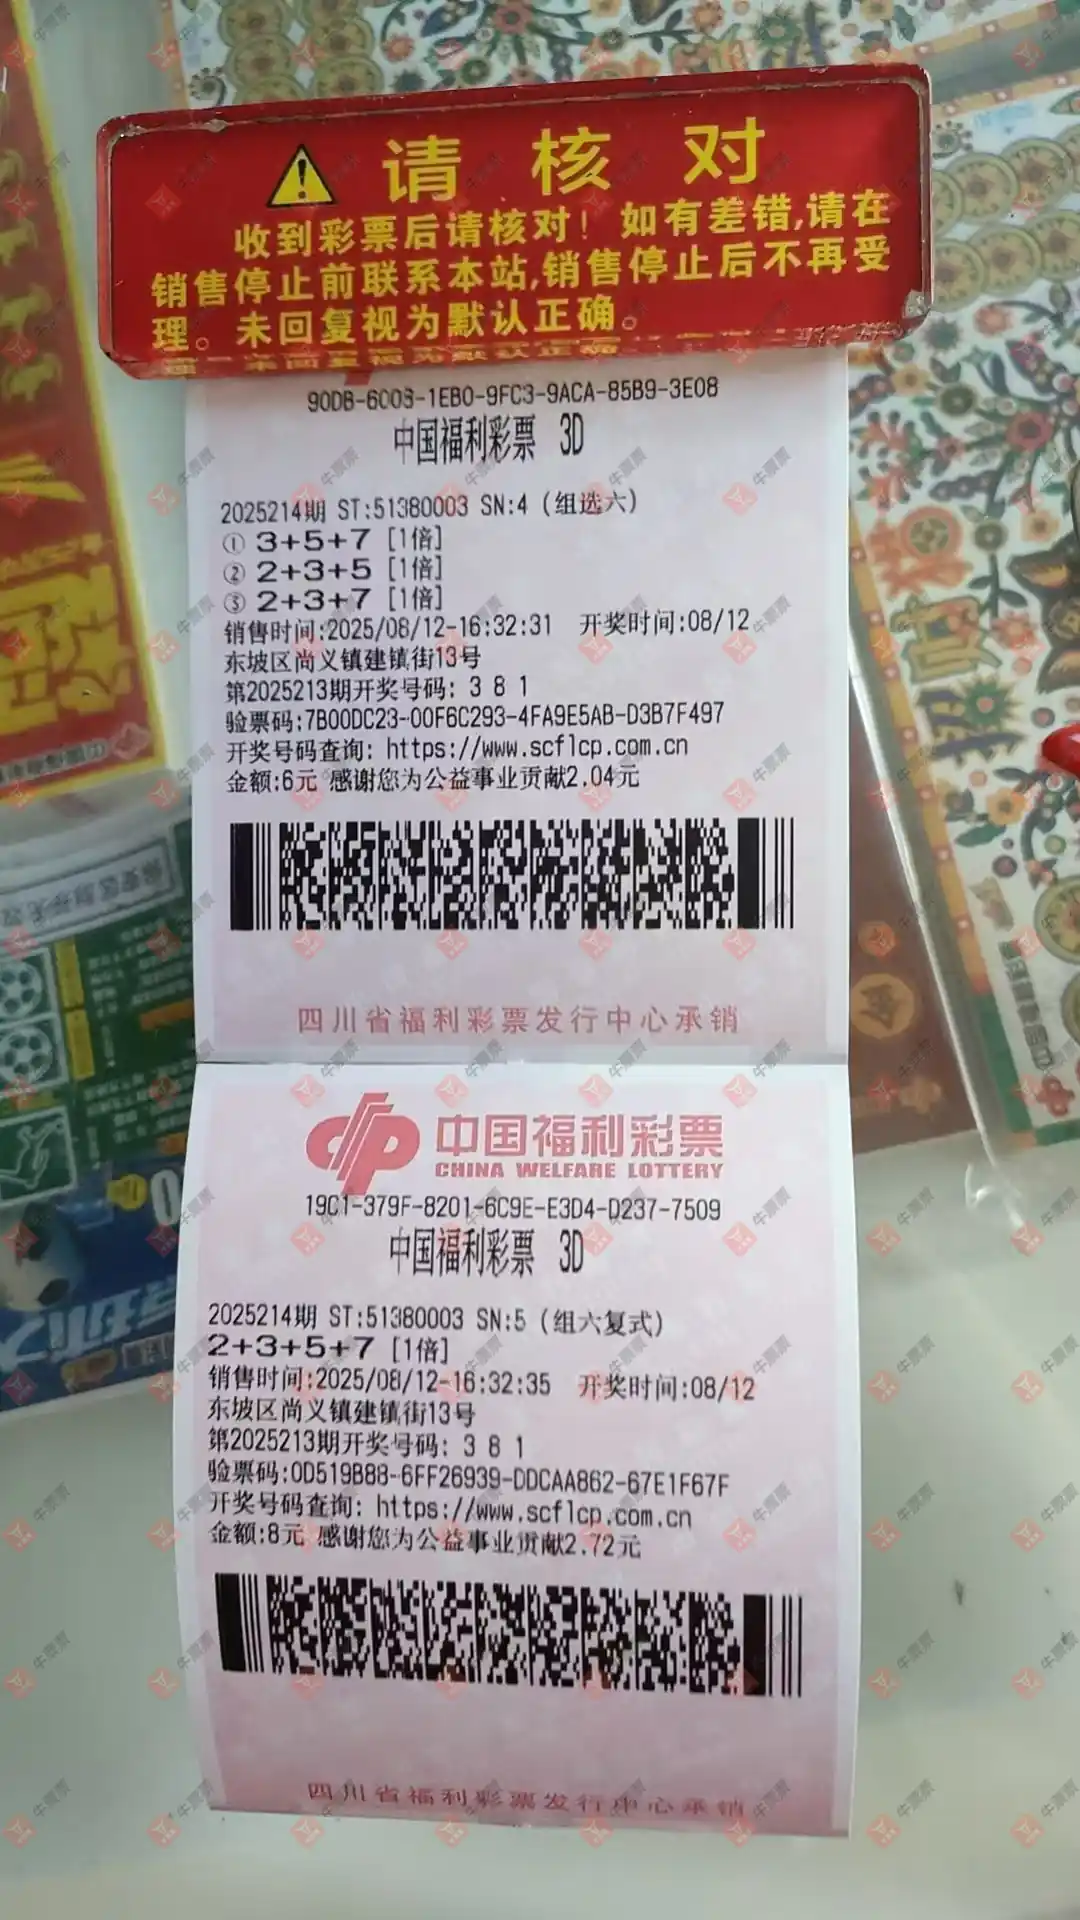 请核对
收到彩票后请核对！如有差错,请在
销售停止前联系本站,销售停止后不再受
理。未回复视为默认正确。
90DB-6003-1EB0-9FC3-9ACA-85B9-3E08
中国福利彩票 3D
2025214期 ST:51380003 SN:4 (组选六)
① 3+5+7 [1倍]
② 2+3+5 [1倍]
③ 2+3+7 [1倍]
销售时间:2025/08/12-16:32:31 开奖时间:08/12
东坡区尚义镇建镇街13号
第2025213期开奖号码: 3 8 1
验票码:7B00DC23-00F6C293-4FA9E5AB-D3B7F497
开奖号码查询: https://www.scflcp.com.cn
金额:6元 感谢您为公益事业贡献2.04元
四川省福利彩票发行中心承销
中国福利彩票
CHINA WELFARE LOTTERY
19C1-379F-8201-6C9E-E3D4-D237-7509
中国福利彩票 3D
2025214期 ST:51380003 SN:5 (组六复式)
2+3+5+7 [1倍]
销售时间:2025/08/12-16:32:35 开奖时间:08/12
东坡区尚义镇建镇街13号
第2025213期开奖号码: 3 8 1
验票码:0D519B88-6FF26939-DDCAA862-67E1F67F
开奖号码查询: https://www.scflcp.com.cn
金额:8元 感谢您为公益事业贡献2.72元
四川省福利彩票发行中心承销
牛票票